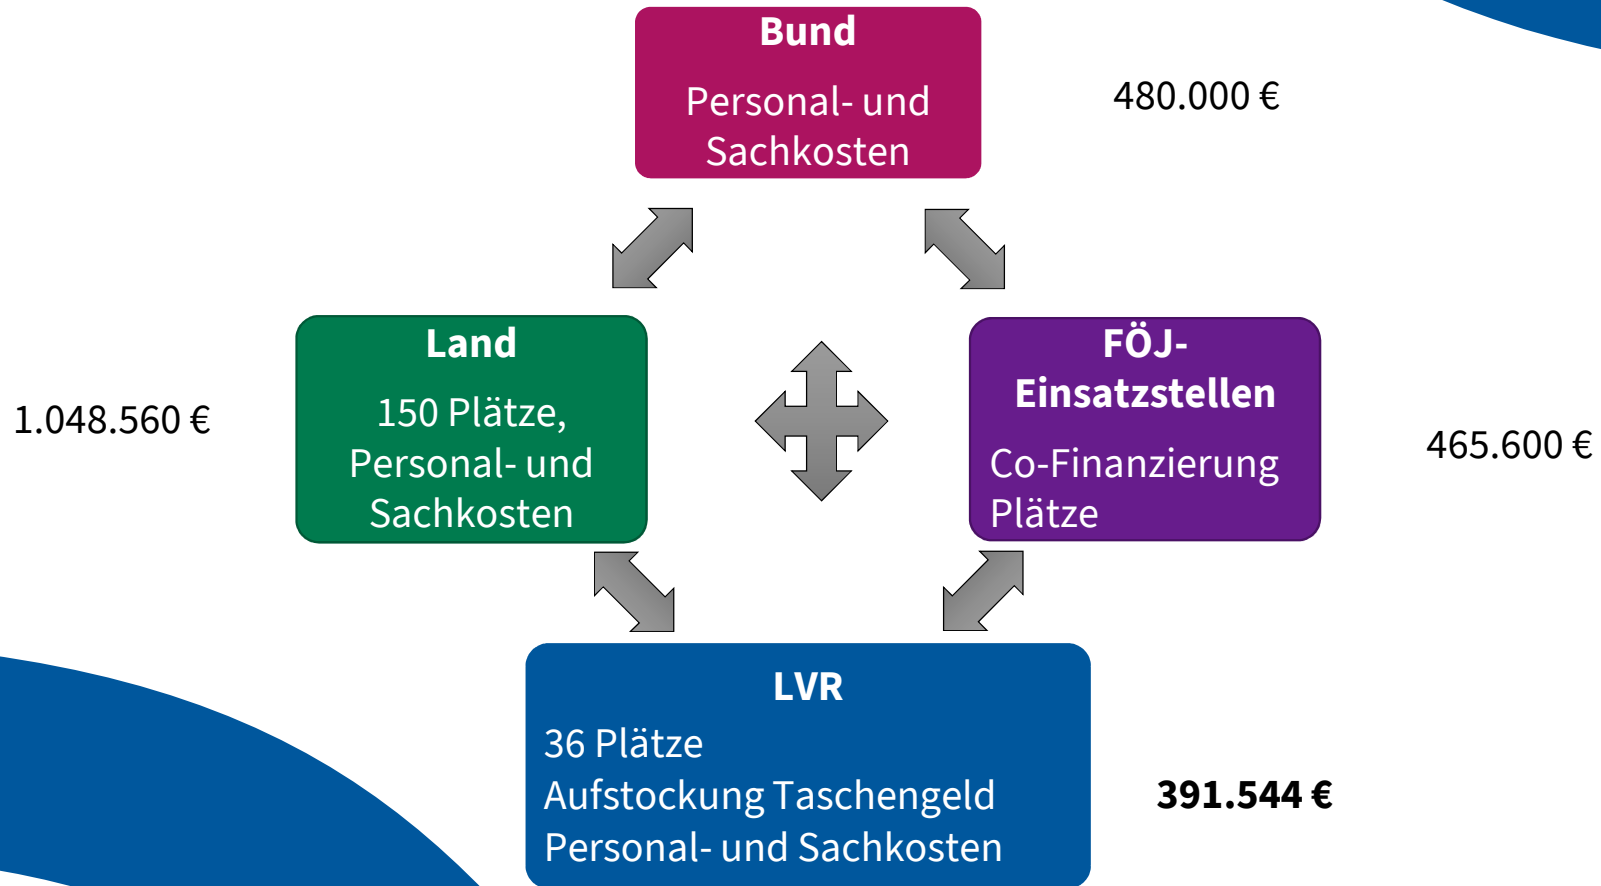 Bund
Personal- und
Sachkosten
480.000 €
Land
150 Plätze,
Personal- und
Sachkosten
1.048.560 €
FÖJ-
Einsatzstellen
Co-Finanzierung
Plätze
465.600 €
LVR
36 Plätze
Aufstockung Taschengeld
Personal- und Sachkosten
391.544 €